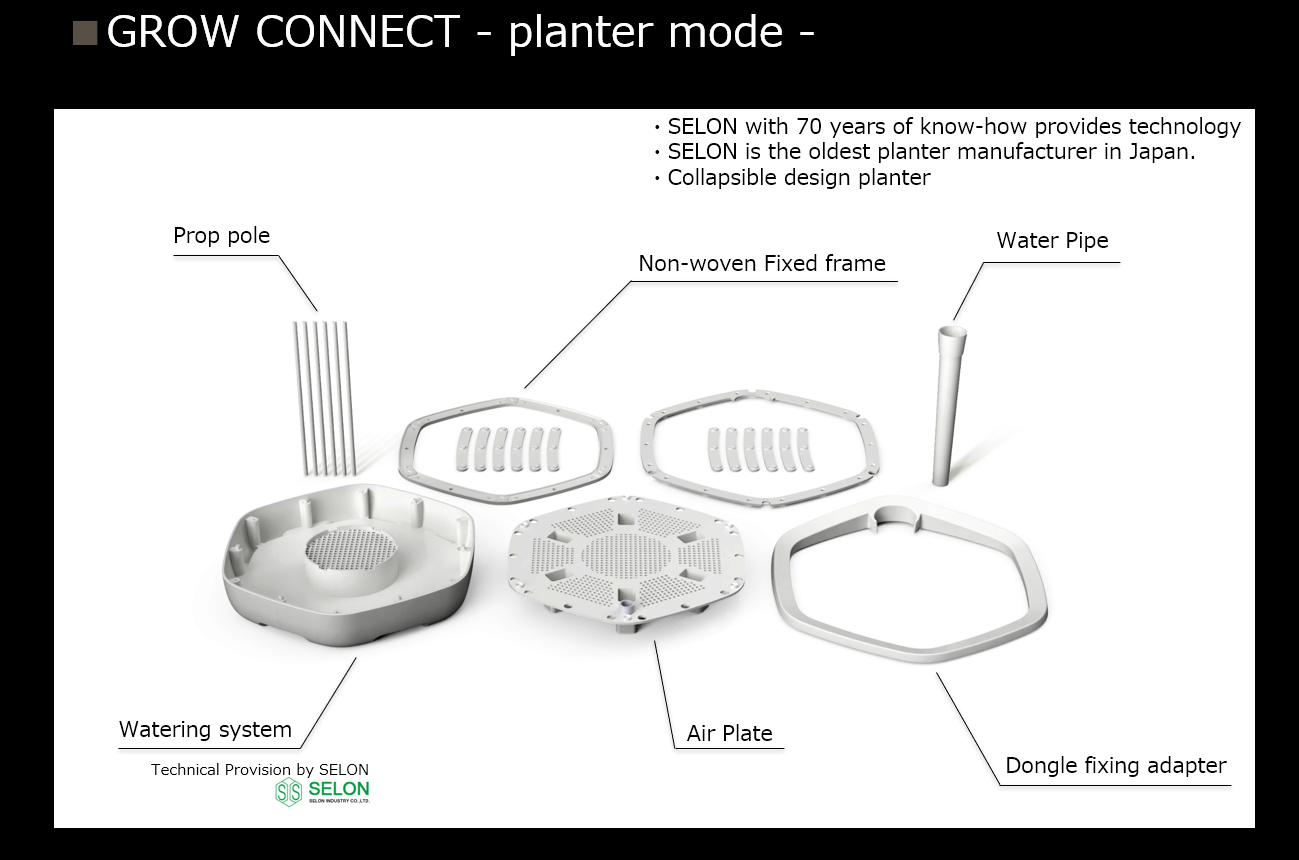 ■GROW CONNECT - planter mode -
・SELON with 70 years of know-how provides technology
・SELON is the oldest planter manufacturer in Japan.
・Collapsible design planter
Prop pole
Non-woven Fixed frame
Water Pipe
Watering system
Air Plate
Dongle fixing adapter
Technical Provision by SELON
SELON
SELON INDUSTRY CO.,LTD.